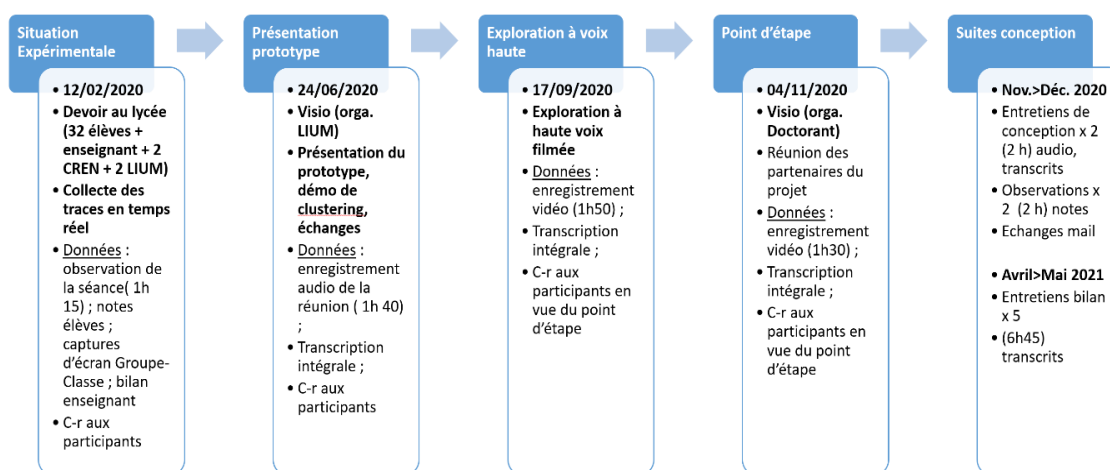 Situation
Expérimentale
• 12/02/2020
• Devoir au lycée
(32 élèves +
enseignant + 2
CREN + 2 LIUM)
• Collecte des
traces en temps
réel
• Données :
observation de
la séance( 1h
15) ; notes
élèves ;
captures
d’écran Groupe-
Classe ; bilan
enseignant
• C-r aux
participants
Présentation
prototype
• 24/06/2020
• Visio (orga.
LIUM)
• Présentation du
prototype,
démo de
clustering,
échanges
• Données :
enregistrement
audio de la
réunion ( 1h 40)
;
• Transcription
intégrale ;
• C-r aux
participants
Exploration à voix
haute
• 17/09/2020
• Exploration à
haute voix
filmée
• Données :
enregistrement
vidéo (1h50) ;
• Transcription
intégrale ;
• C-r aux
participants en
vue du point
d’étape
Point d’étape
• 04/11/2020
• Visio (orga.
Doctorant)
• Réunion des
partenaires du
projet
• Données :
enregistrement
vidéo (1h30) ;
• Transcription
intégrale ;
• C-r aux
participants en
vue du point
d’étape
Suites conception
• Nov.>Déc. 2020
• Entretiens de
conception x 2
(2 h) audio,
transcrits
• Observations x
2 (2 h) notes
• Echanges mail
• Avril>Mai 2021
• Entretiens bilan
x 5
• (6h45)
transcrits